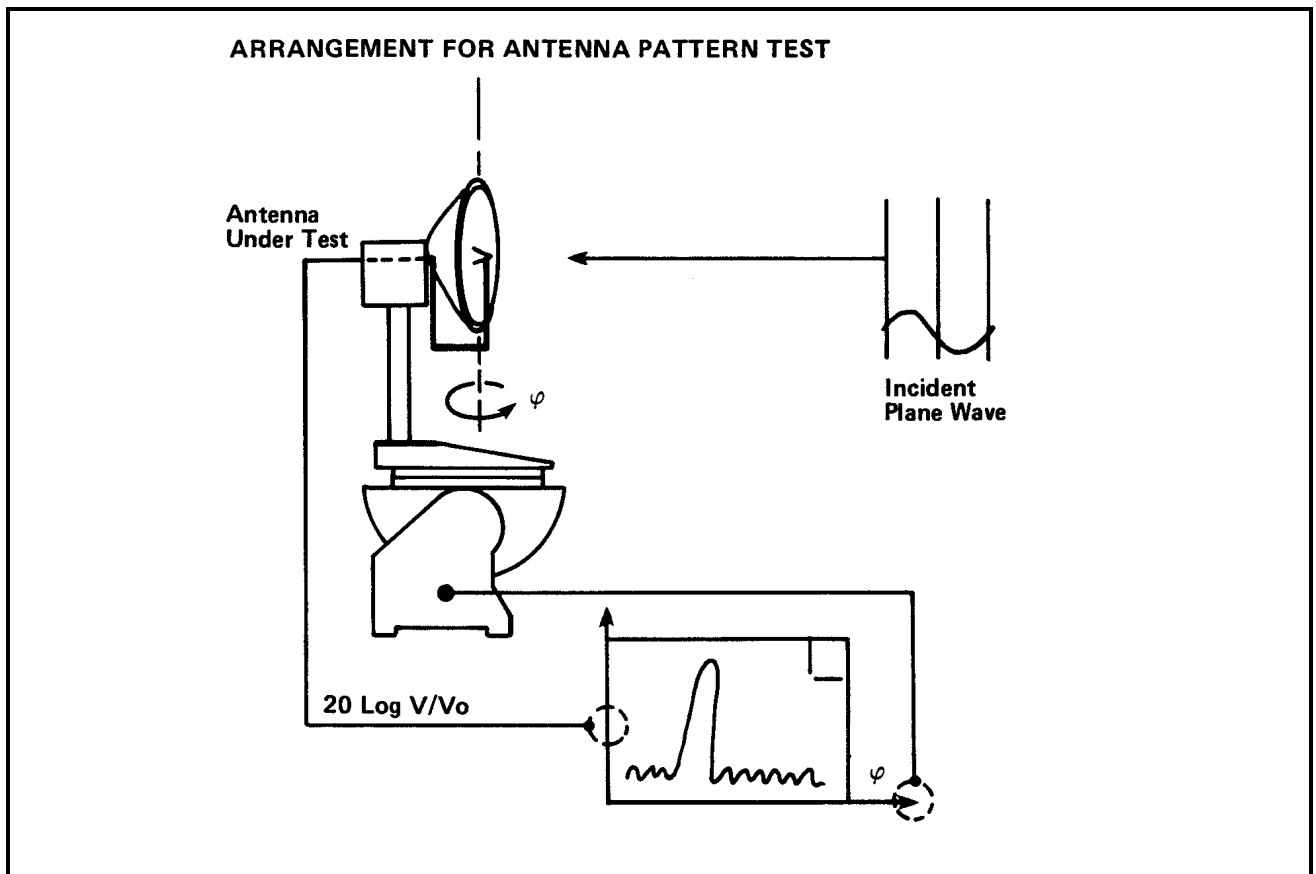 ARRANGEMENT FOR ANTENNA PATTERN TEST
Antenna
Under Test
Incident
Plane Wave
φ
20 Log V/Vo
φ